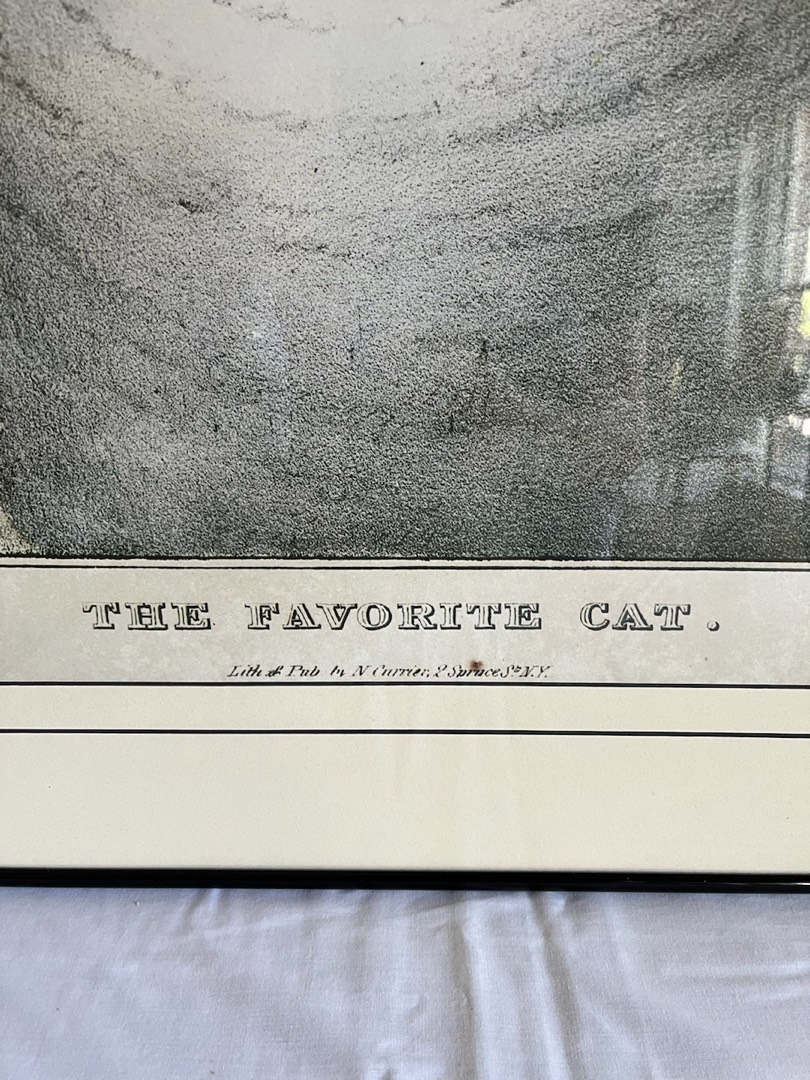 THE FAVORITE CAT.
Lith. & Pub. by N. Currier, 2 Spruce St. N.Y.